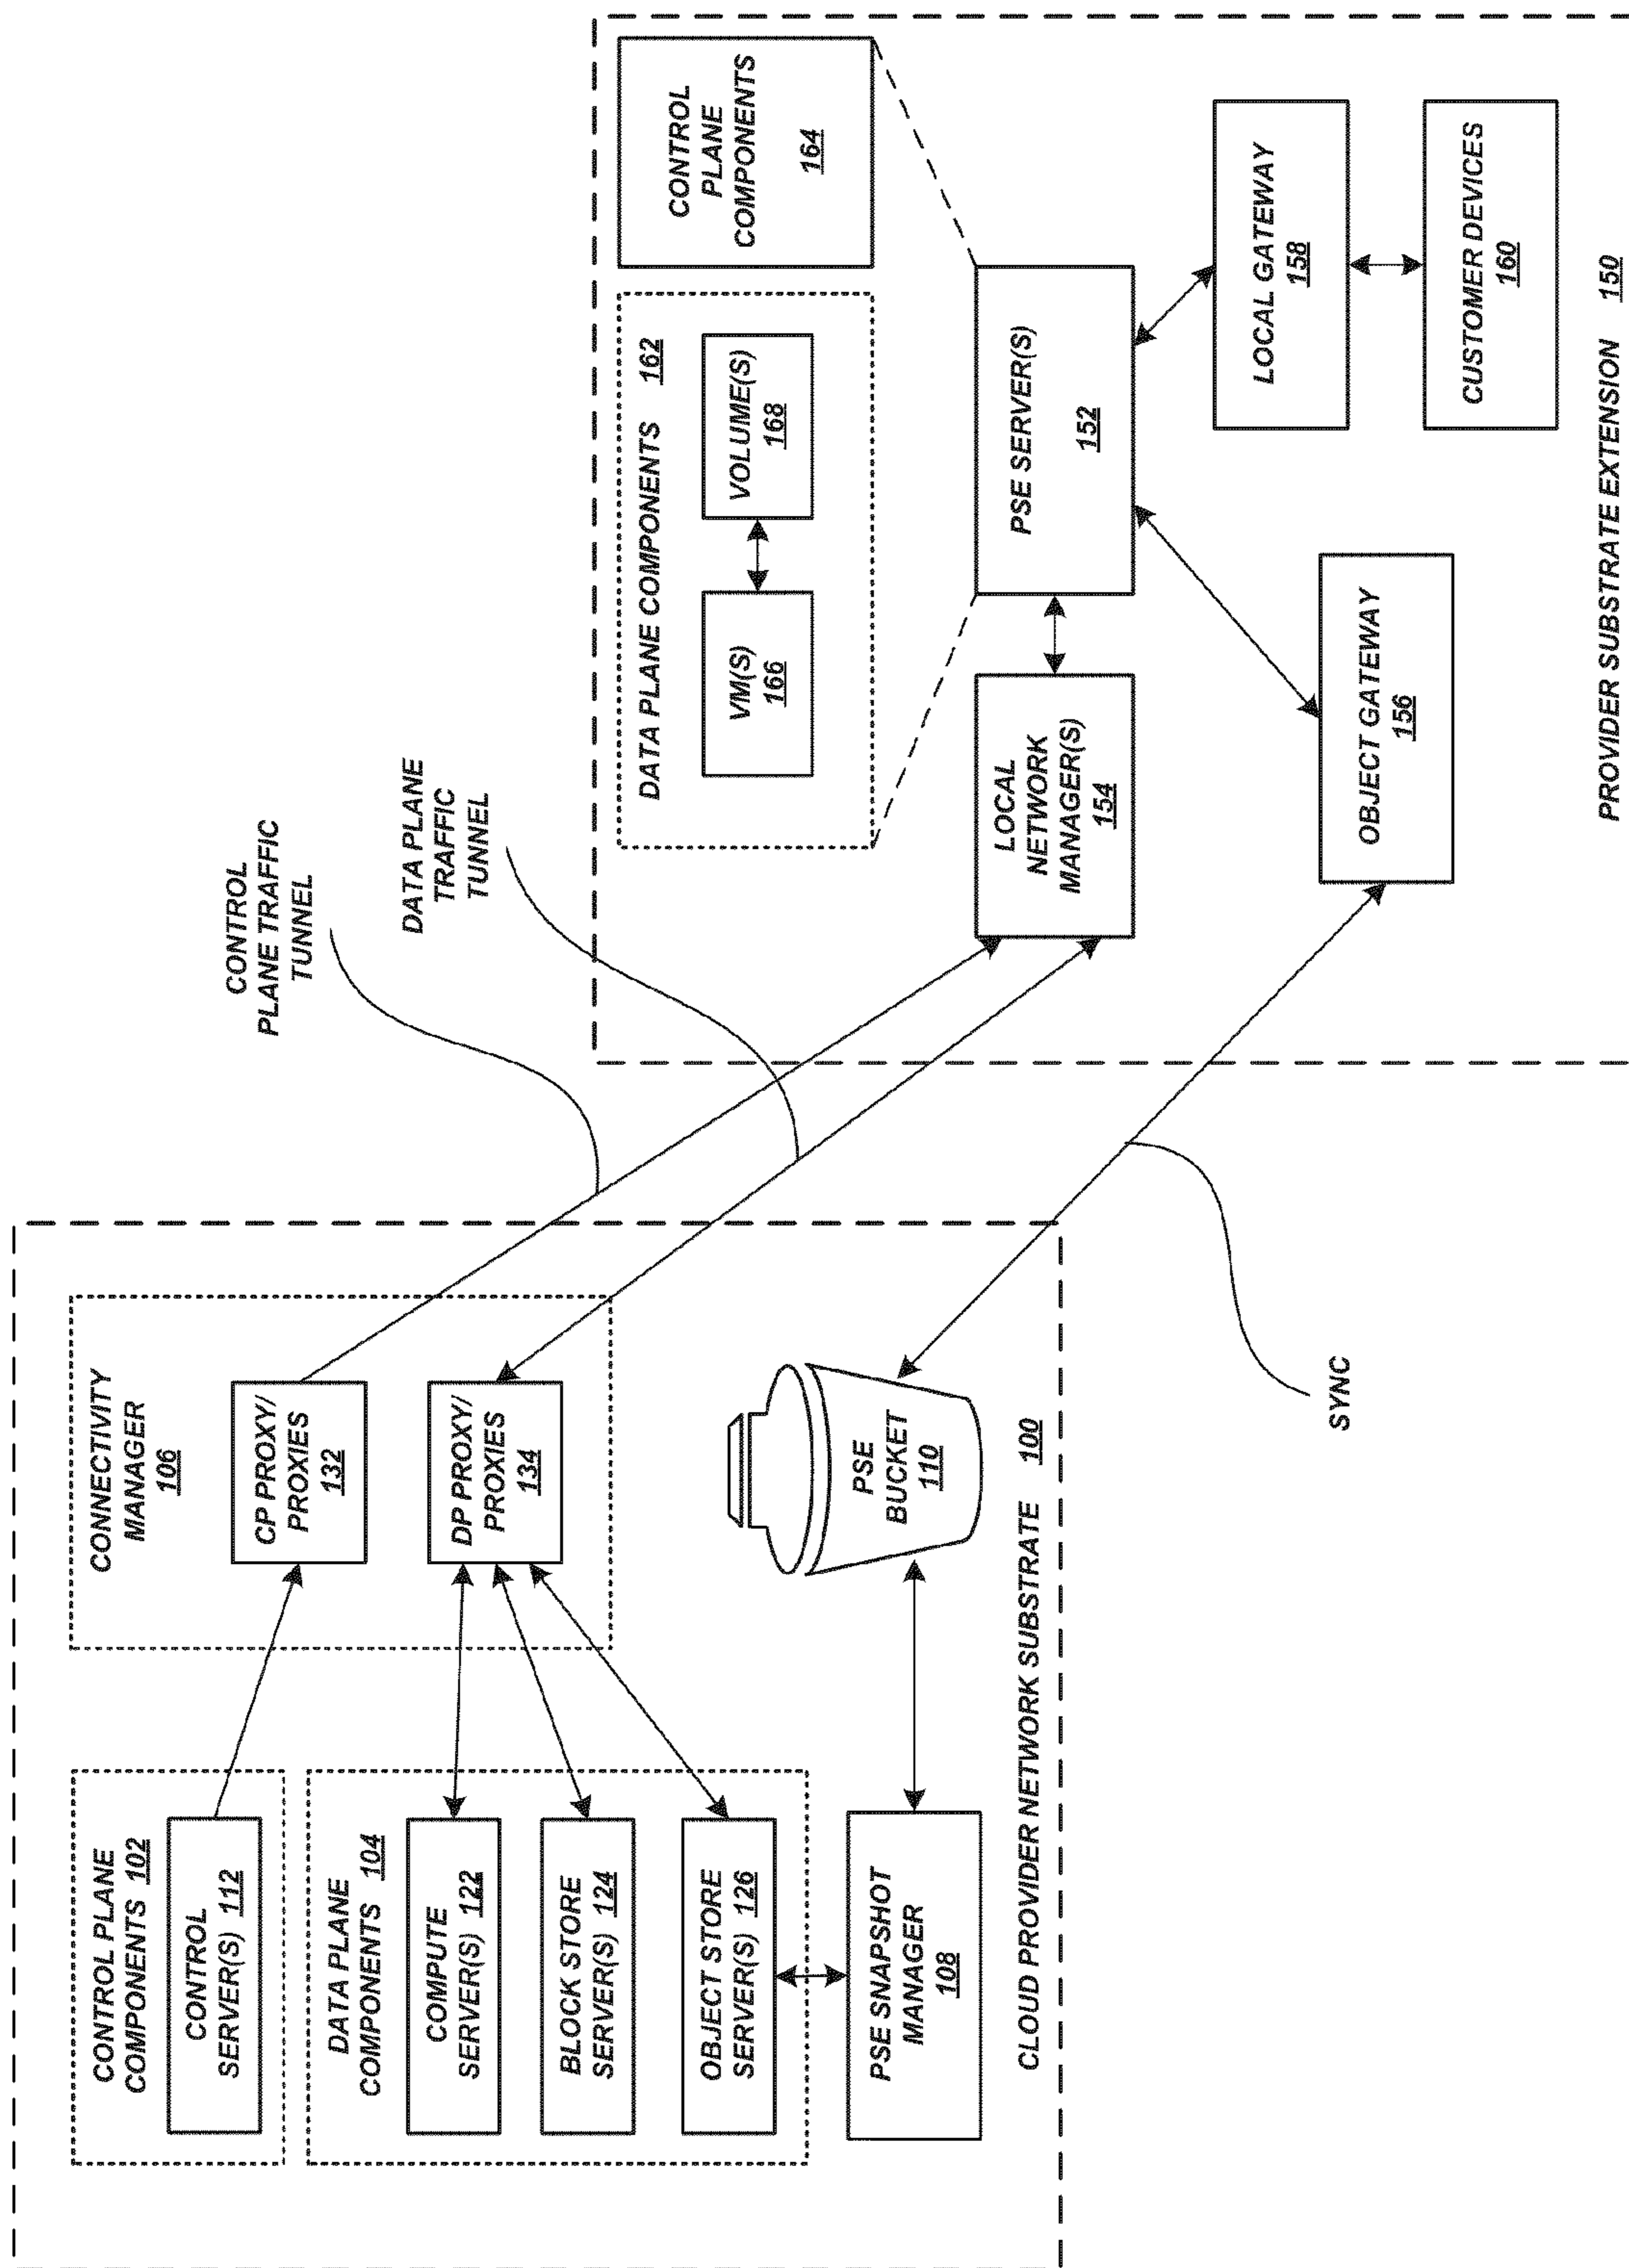 CONTROL PLANE
COMPONENTS 102
CONTROL
SERVER(S) 112
DATA PLANE
COMPONENTS 104
COMPUTE
SERVER(S) 122
BLOCK STORE
SERVER(S) 124
OBJECT STORE
SERVER(S) 126
PSE SNAPSHOT
MANAGER
108
CONNECTIVITY
MANAGER
106
CP PROXY/
PROXIES
132
DP PROXY/
PROXIES
134
PSE
BUCKET
110
CLOUD PROVIDER NETWORK SUBSTRATE 100
CONTROL
PLANE TRAFFIC
TUNNEL
DATA PLANE
TRAFFIC
TUNNEL
SYNC
DATA PLANE COMPONENTS 162
VM(S)
166
VOLUME(S)
168
CONTROL
PLANE
COMPONENTS
164
LOCAL
NETWORK
MANAGER(S)
154
PSE SERVER(S)
152
OBJECT GATEWAY
156
LOCAL GATEWAY
158
CUSTOMER DEVICES
160
PROVIDER SUBSTRATE EXTENSION 150